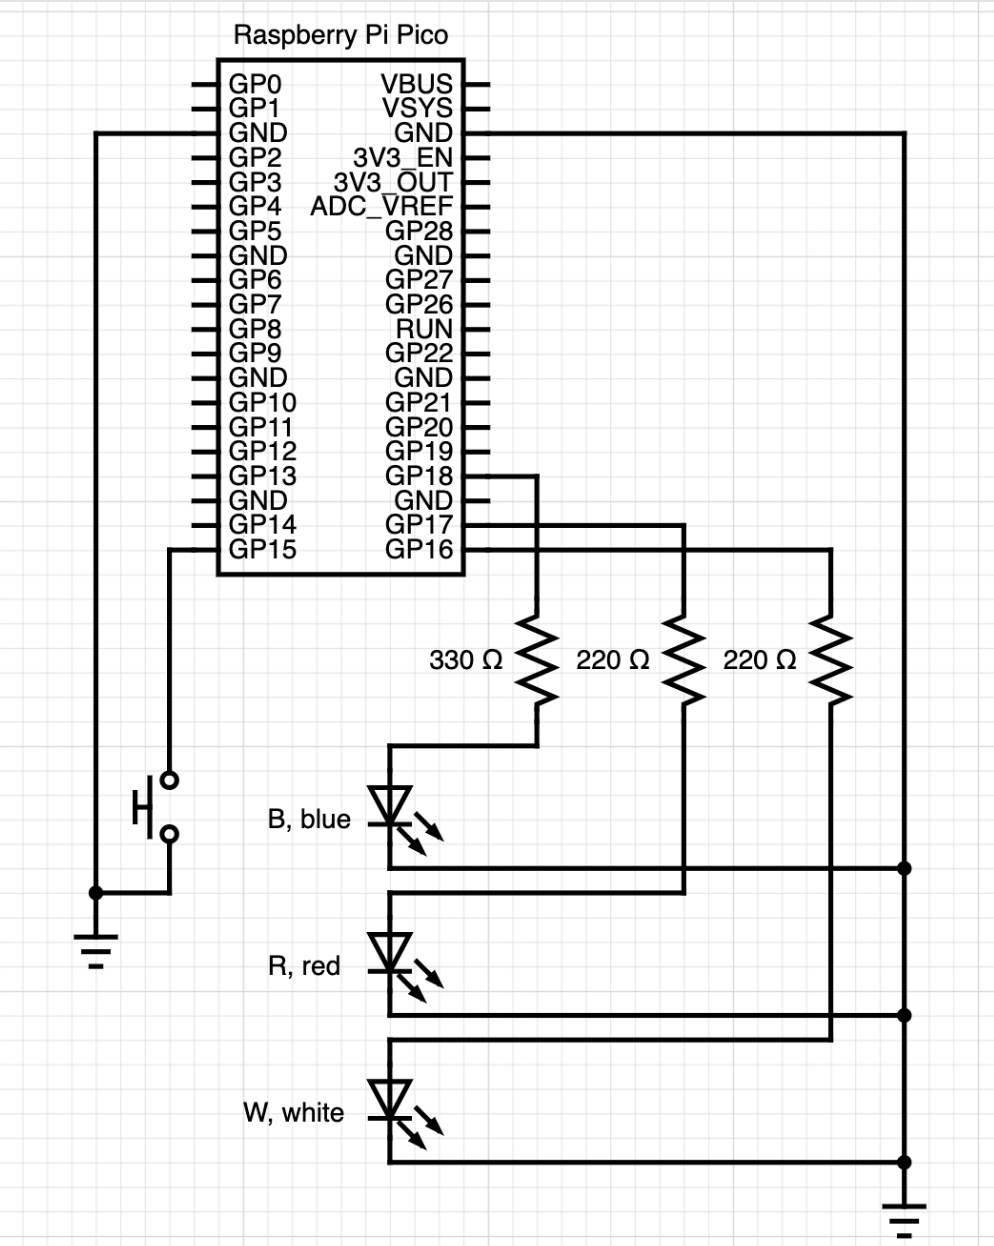 Raspberry Pi Pico
GP0 VBUS
GP1 VSYS
GND GND
GP2 3V3_EN
GP3 3V3_OUT
GP4 ADC_VREF
GP5 GP28
GND GND
GP6 GP27
GP7 GP26
GP8 RUN
GP9 GP22
GND GND
GP10 GP21
GP11 GP20
GP12 GP19
GP13 GP18
GND GND
GP14 GP17
GP15 GP16
330 Ω 220 Ω 220 Ω
B, blue
R, red
W, white